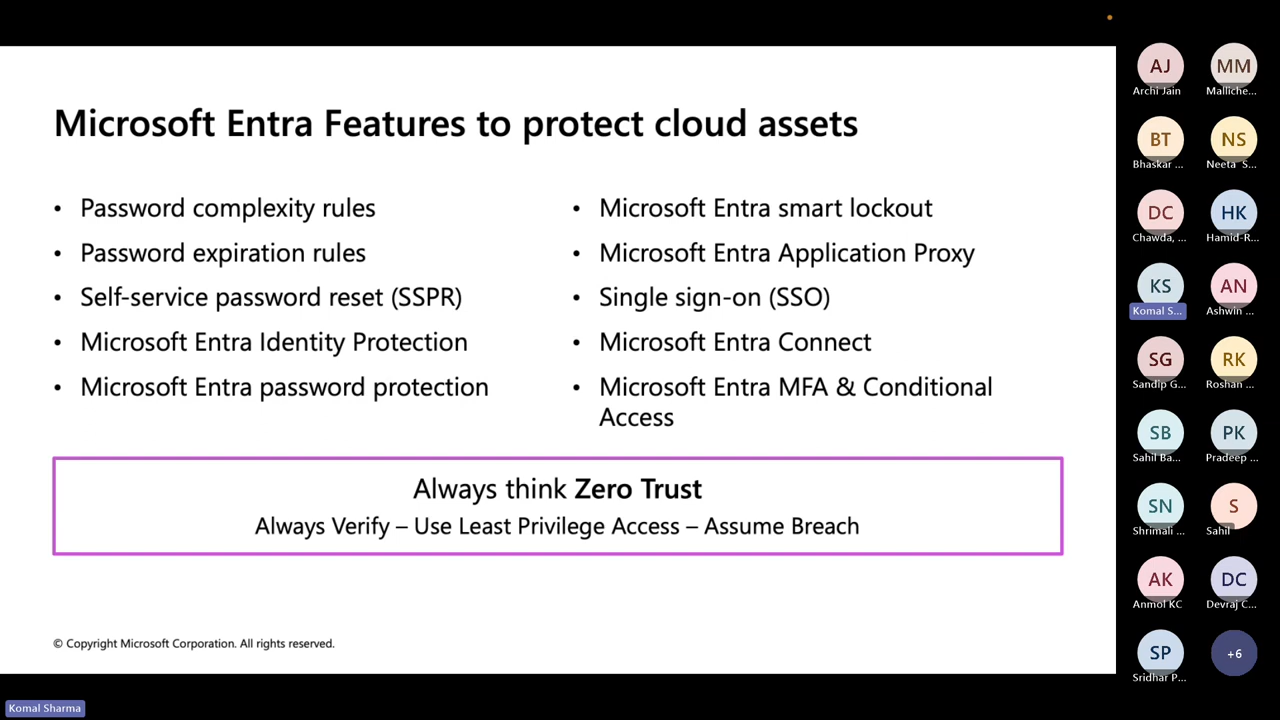 Microsoft Entra Features to protect cloud assets
• Password complexity rules
• Password expiration rules
• Self-service password reset (SSPR)
• Microsoft Entra Identity Protection
• Microsoft Entra password protection
• Microsoft Entra smart lockout
• Microsoft Entra Application Proxy
• Single sign-on (SSO)
• Microsoft Entra Connect
• Microsoft Entra MFA & Conditional
Access
Always think Zero Trust
Always Verify – Use Least Privilege Access – Assume Breach
© Copyright Microsoft Corporation. All rights reserved.
Komal Sharma
AJ
Archi Jain
MM
Malliche...
BT
Bhaskar ...
NS
Neeta S...
DC
Chawda, ...
HK
Hamid-R...
KS
Komal S...
AN
Ashwin ...
SG
Sandip G...
RK
Roshan ...
SB
Sahil Ba...
PK
Pradeep ...
SN
Shrimali ...
S
Sahil
AK
Anmol KC
DC
Devraj C...
SP
Sridhar P...
+6